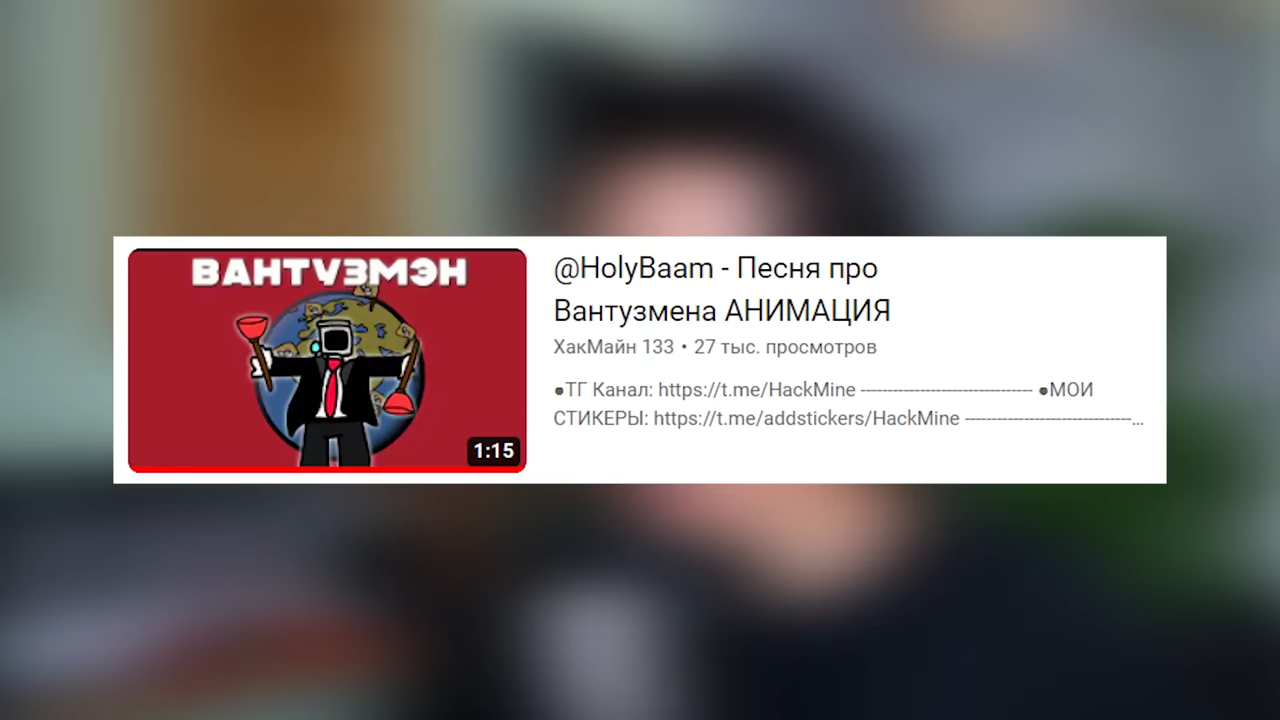 ВАНТУЗМЭН
1:15
@HolyBaam - Песня про
Вантузмена АНИМАЦИЯ
ХакМайн 133 • 27 тыс. просмотров
●ТГ Канал: https://t.me/HackMine ------------------------------------ ●МОИ
СТИКЕРЫ: https://t.me/addstickers/HackMine -----------------------------------...